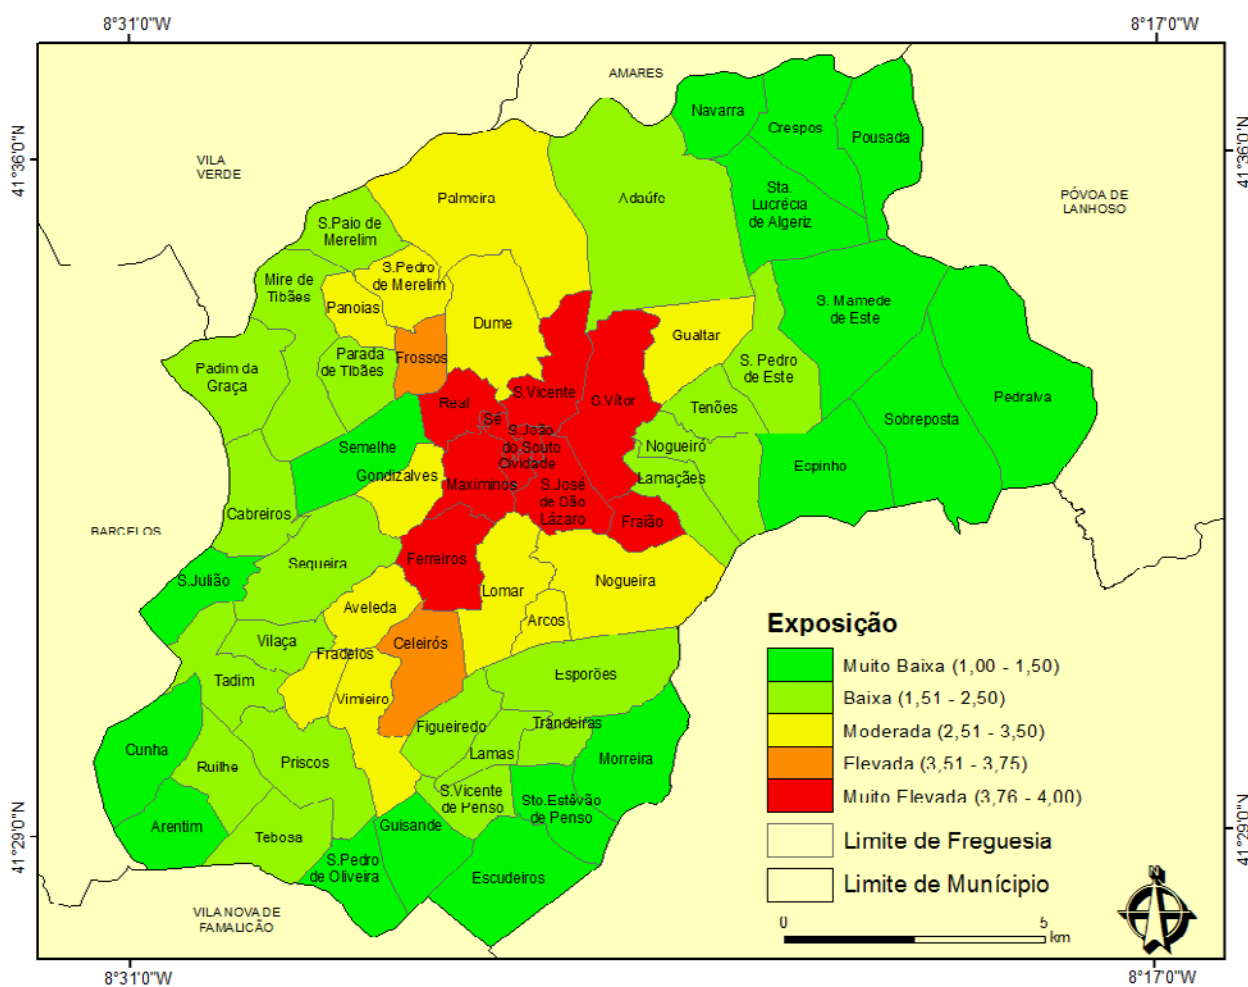 8°31'0"W
8°17'0"W
AMARES
Navarra
Crespos
Pousada
41°36'0"N
41°36'0"N
VILA
VERDE
Palmeira
Adaúfe
Sta.
Lucrécia
de Algeriz
PÓVOA DE
LANHOSO
S.Paio de
Merelim
S.Pedro
de Merelim
Mire de
Tibães
Panoias
S. Mamede
de Este
Dume
Gualtar
Parada
de Tibães
Frossos
Padim da
Graça
S. Pedro
de Este
Real
S.Vicente
S.Vítor
Pedralva
Tenões
Sé
Sobreposta
S.João
do Souto
Cividade
Semelhe
Nogueiró
Gondizalves
Espinho
Maximinos
Lamaçães
S.José
de São
Lázaro
Cabreiros
Fraião
BARCELOS
Sequeira
Ferreiros
S.Julião
Nogueira
Lomar
Aveleda
Arcos
Vilaça
Celeirós
Fradelos
Tadim
Esporões
Vimieiro
Figueiredo
Trandeiras
Cunha
Lamas
Morreira
Ruilhe
Priscos
S.Vicente
de Penso
Sto.Estêvão
de Penso
Arentim
Tebosa
Guisande
S.Pedro
de Oliveira
Escudeiros
VILA NOVA DE
FAMALICÃO
41°29'0"N
41°29'0"N
Exposição
Muito Baixa (1,00 - 1,50)
Baixa (1,51 - 2,50)
Moderada (2,51 - 3,50)
Elevada (3,51 - 3,75)
Muito Elevada (3,76 - 4,00)
Limite de Freguesia
Limite de Munícipio
0
5
km
N
8°31'0"W
8°17'0"W